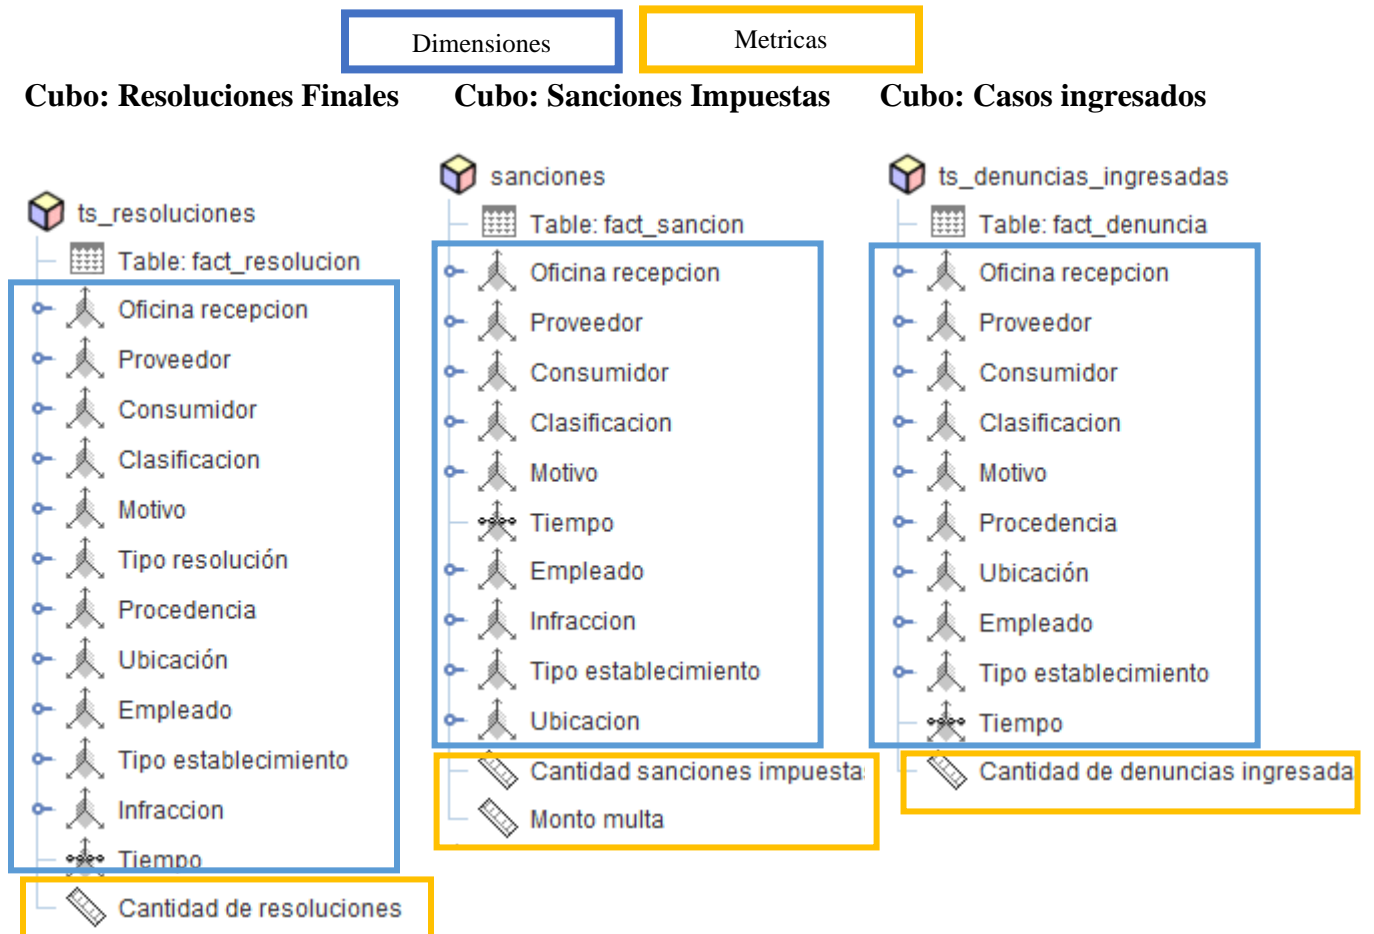 Dimensiones
Metricas
Cubo: Resoluciones Finales
Cubo: Sanciones Impuestas
Cubo: Casos ingresados
ts_resoluciones
Table: fact_resolucion
Oficina recepcion
Proveedor
Consumidor
Clasificacion
Motivo
Tipo resolución
Procedencia
Ubicación
Empleado
Tipo establecimiento
Infraccion
Tiempo
Cantidad de resoluciones
sanciones
Table: fact_sancion
Oficina recepcion
Proveedor
Consumidor
Clasificacion
Motivo
Tiempo
Empleado
Infraccion
Tipo establecimiento
Ubicacion
Cantidad sanciones impuesta
Monto multa
ts_denuncias_ingresadas
Table: fact_denuncia
Oficina recepcion
Proveedor
Consumidor
Clasificacion
Motivo
Procedencia
Ubicación
Empleado
Tipo establecimiento
Tiempo
Cantidad de denuncias ingresada